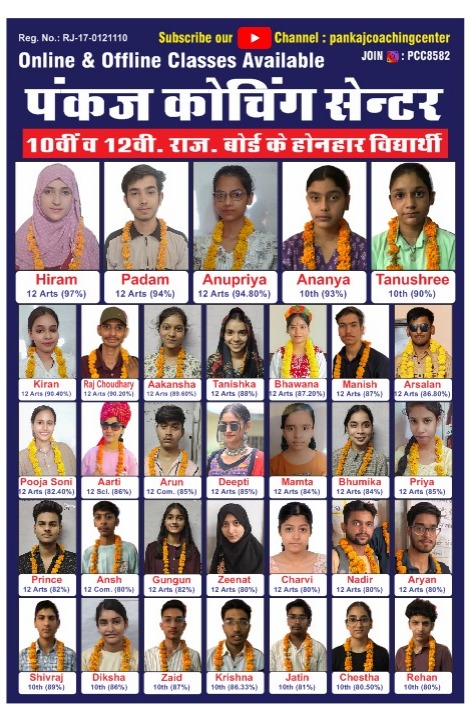 Reg. No.: RJ-17-0121110
Subscribe our Channel : pankajcoachingcenter
Online & Offline Classes Available
JOIN : PCC8582
पंकज कोचिंग सेन्टर
10वीं व 12वी. राज. बोर्ड के होनहार विद्यार्थी
Hiram Padam Anupriya Ananya Tanushree
12 Arts (97%) 12 Arts (94%) 12 Arts (94.80%) 10th (93%) 10th (90%)
Kiran Raj Choudhary Aakansha Tanishka Bhawana Manish Arsalan
12 Arts (90.40%) 12 Arts (90.20%) 12 Arts (89.60%) 12 Arts (88%) 12 Arts (87.20%) 12 Arts (87%) 12 Arts (86.80%)
Pooja Soni Aarti Arun Deepti Mamta Bhumika Priya
12 Arts (82.40%) 12 Sci. (86%) 12 Com. (85%) 12 Arts (85%) 12 Arts (84%) 12 Arts (84%) 12 Arts (85%)
Prince Ansh Gungun Zeenat Charvi Nadir Aryan
12 Arts (82%) 12 Com. (80%) 12 Arts (82%) 12 Arts (80%) 12 Arts (80%) 12 Arts (80%) 12 Arts (80%)
Shivraj Diksha Zaid Krishna Jatin Chestha Rehan
10th (89%) 10th (86%) 10th (87%) 10th (86.33%) 10th (81%) 10th (80.50%) 10th (80%)